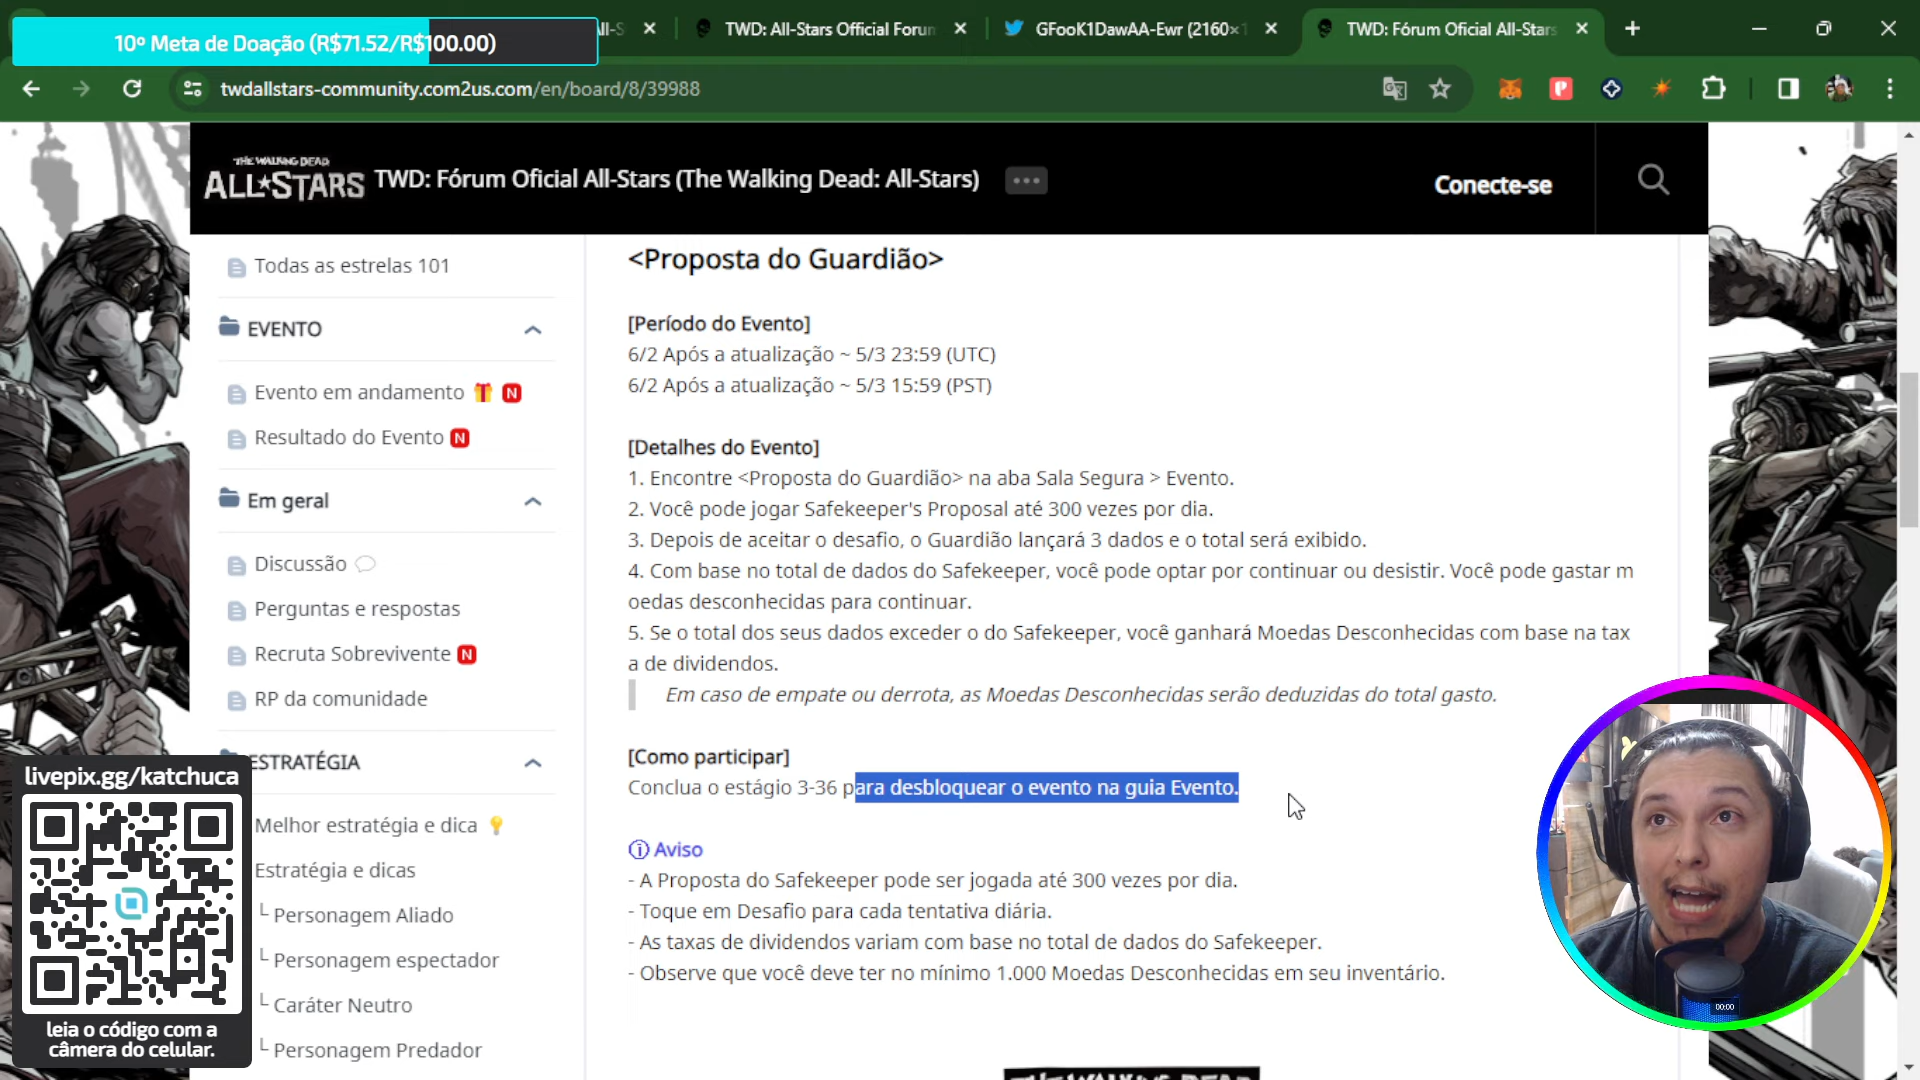 10º Meta de Doação (R$71.52/R$100.00)
All-S
TWD: All-Stars Official Forum
GFooK1DawAA-Ewr (2160×1
TWD: Fórum Oficial All-Stars
twdallstars-community.com2us.com/en/board/8/39988
THE WALKING DEAD
ALL★STARS
TWD: Fórum Oficial All-Stars (The Walking Dead: All-Stars)
Conecte-se
Todas as estrelas 101
EVENTO
Evento em andamento N
Resultado do Evento N
Em geral
Discussão
Perguntas e respostas
Recruta Sobrevivente N
RP da comunidade
ESTRATÉGIA
Melhor estratégia e dica
Estratégia e dicas
└ Personagem Aliado
└ Personagem espectador
└ Caráter Neutro
└ Personagem Predador
<Proposta do Guardião>
[Período do Evento]
6/2 Após a atualização ~ 5/3 23:59 (UTC)
6/2 Após a atualização ~ 5/3 15:59 (PST)
[Detalhes do Evento]
1. Encontre <Proposta do Guardião> na aba Sala Segura > Evento.
2. Você pode jogar Safekeeper's Proposal até 300 vezes por dia.
3. Depois de aceitar o desafio, o Guardião lançará 3 dados e o total será exibido.
4. Com base no total de dados do Safekeeper, você pode optar por continuar ou desistir. Você pode gastar m
oedas desconhecidas para continuar.
5. Se o total dos seus dados exceder o do Safekeeper, você ganhará Moedas Desconhecidas com base na tax
a de dividendos.
Em caso de empate ou derrota, as Moedas Desconhecidas serão deduzidas do total gasto.
[Como participar]
Conclua o estágio 3-36 para desbloquear o evento na guia Evento.
Aviso
- A Proposta do Safekeeper pode ser jogada até 300 vezes por dia.
- Toque em Desafio para cada tentativa diária.
- As taxas de dividendos variam com base no total de dados do Safekeeper.
- Observe que você deve ter no mínimo 1.000 Moedas Desconhecidas em seu inventário.
THE WALKING DEAD
livepix.gg/katchuca
leia o código com a
câmera do celular.
00:00